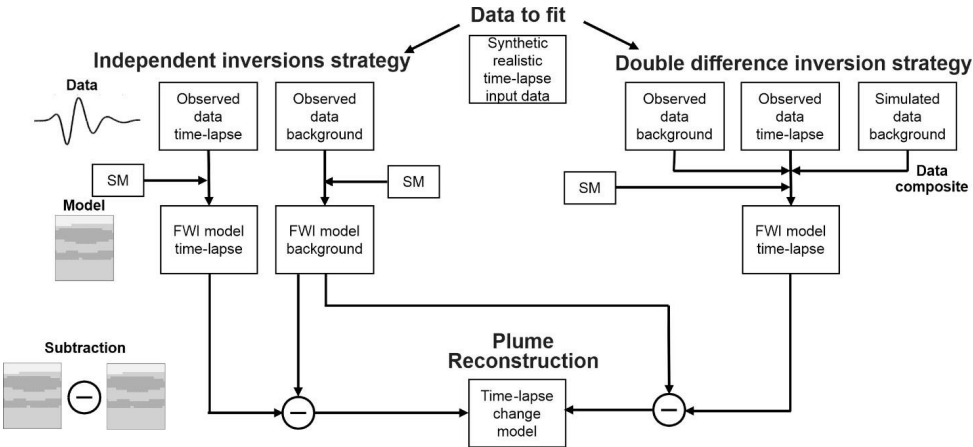 Data to fit
Synthetic
realistic
time-lapse
input data
Independent inversions strategy
Double difference inversion strategy
Data
Observed
data
time-lapse
Observed
data
background
Observed
data
background
Observed
data
time-lapse
Simulated
data
background
SM
SM
SM
Data
composite
Model
FWI model
time-lapse
FWI model
background
FWI model
time-lapse
Subtraction
Plume
Reconstruction
Time-lapse
change
model